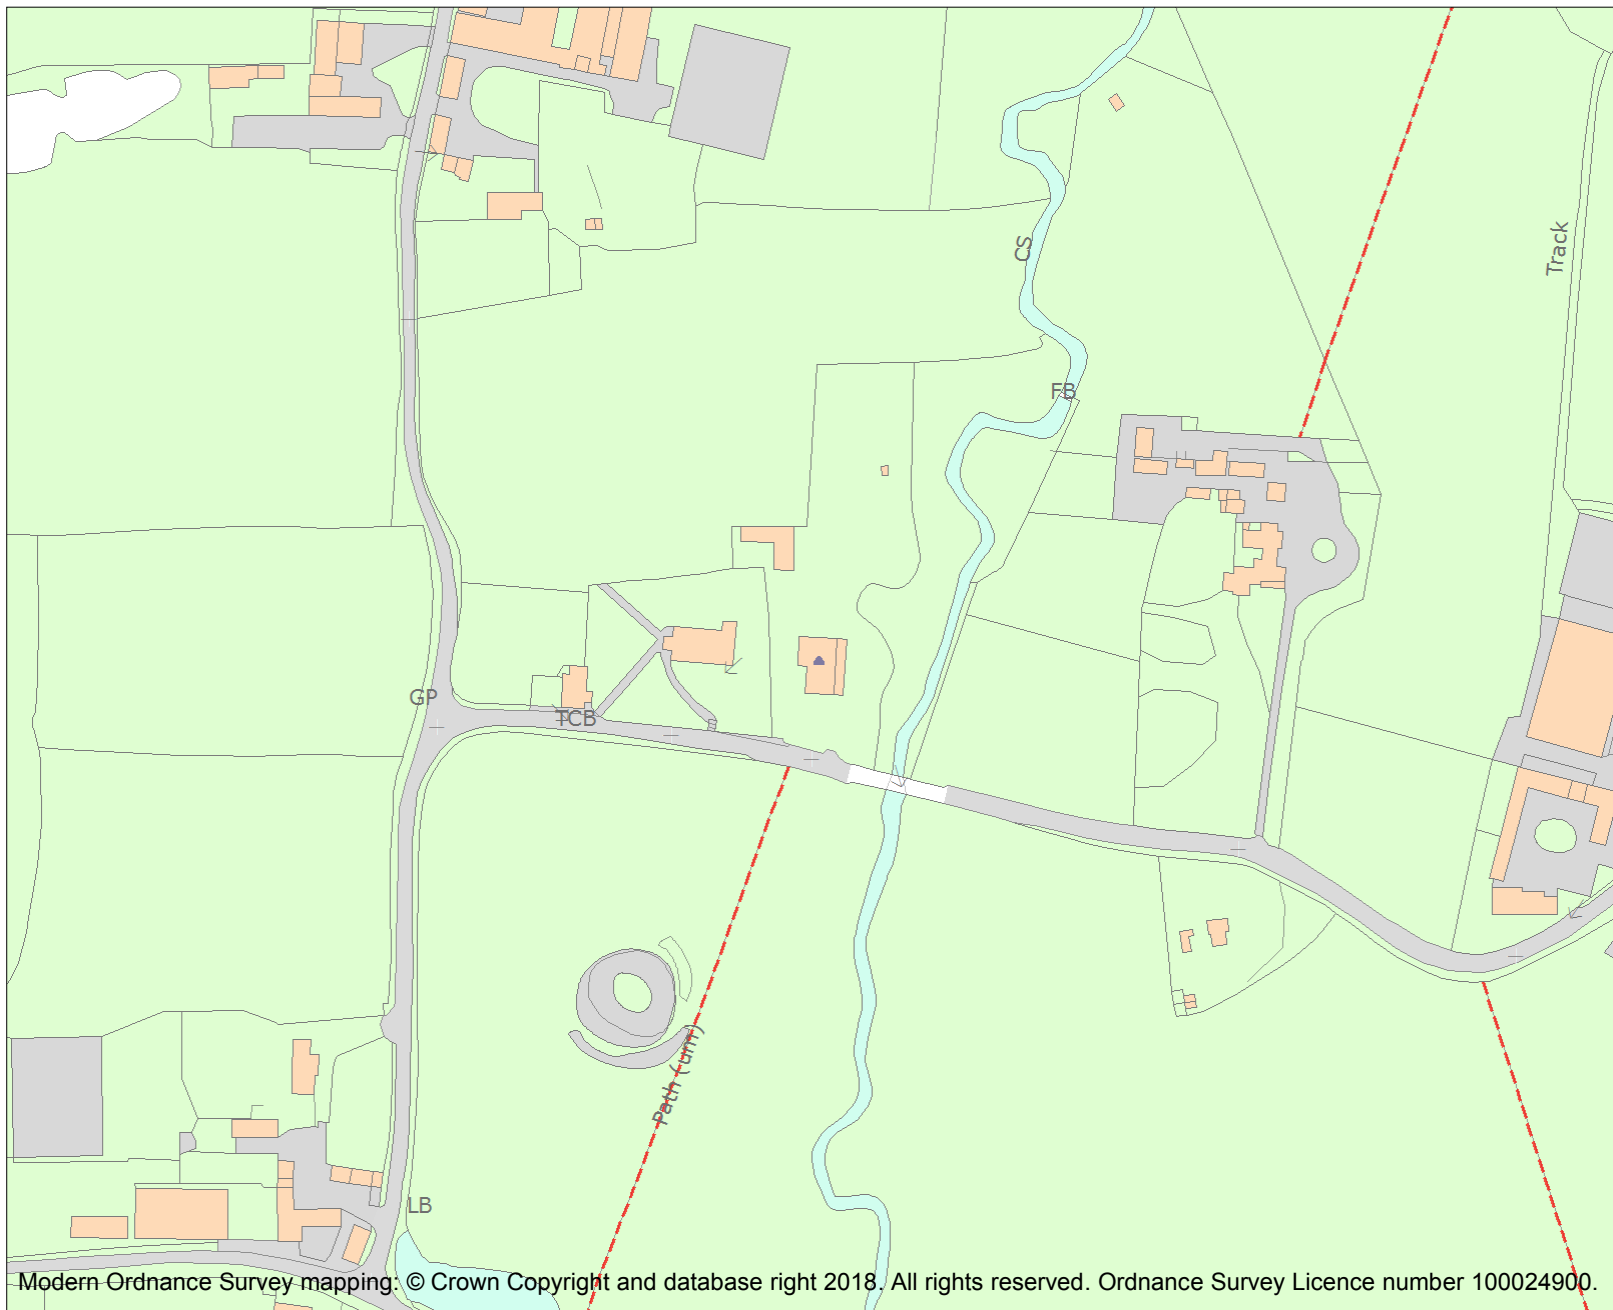 CS
Track
FB
GP
TCB
Path (um)
LB
Modern Ordnance Survey mapping: © Crown Copyright and database right 2018. All rights reserved. Ordnance Survey Licence number 100024900.